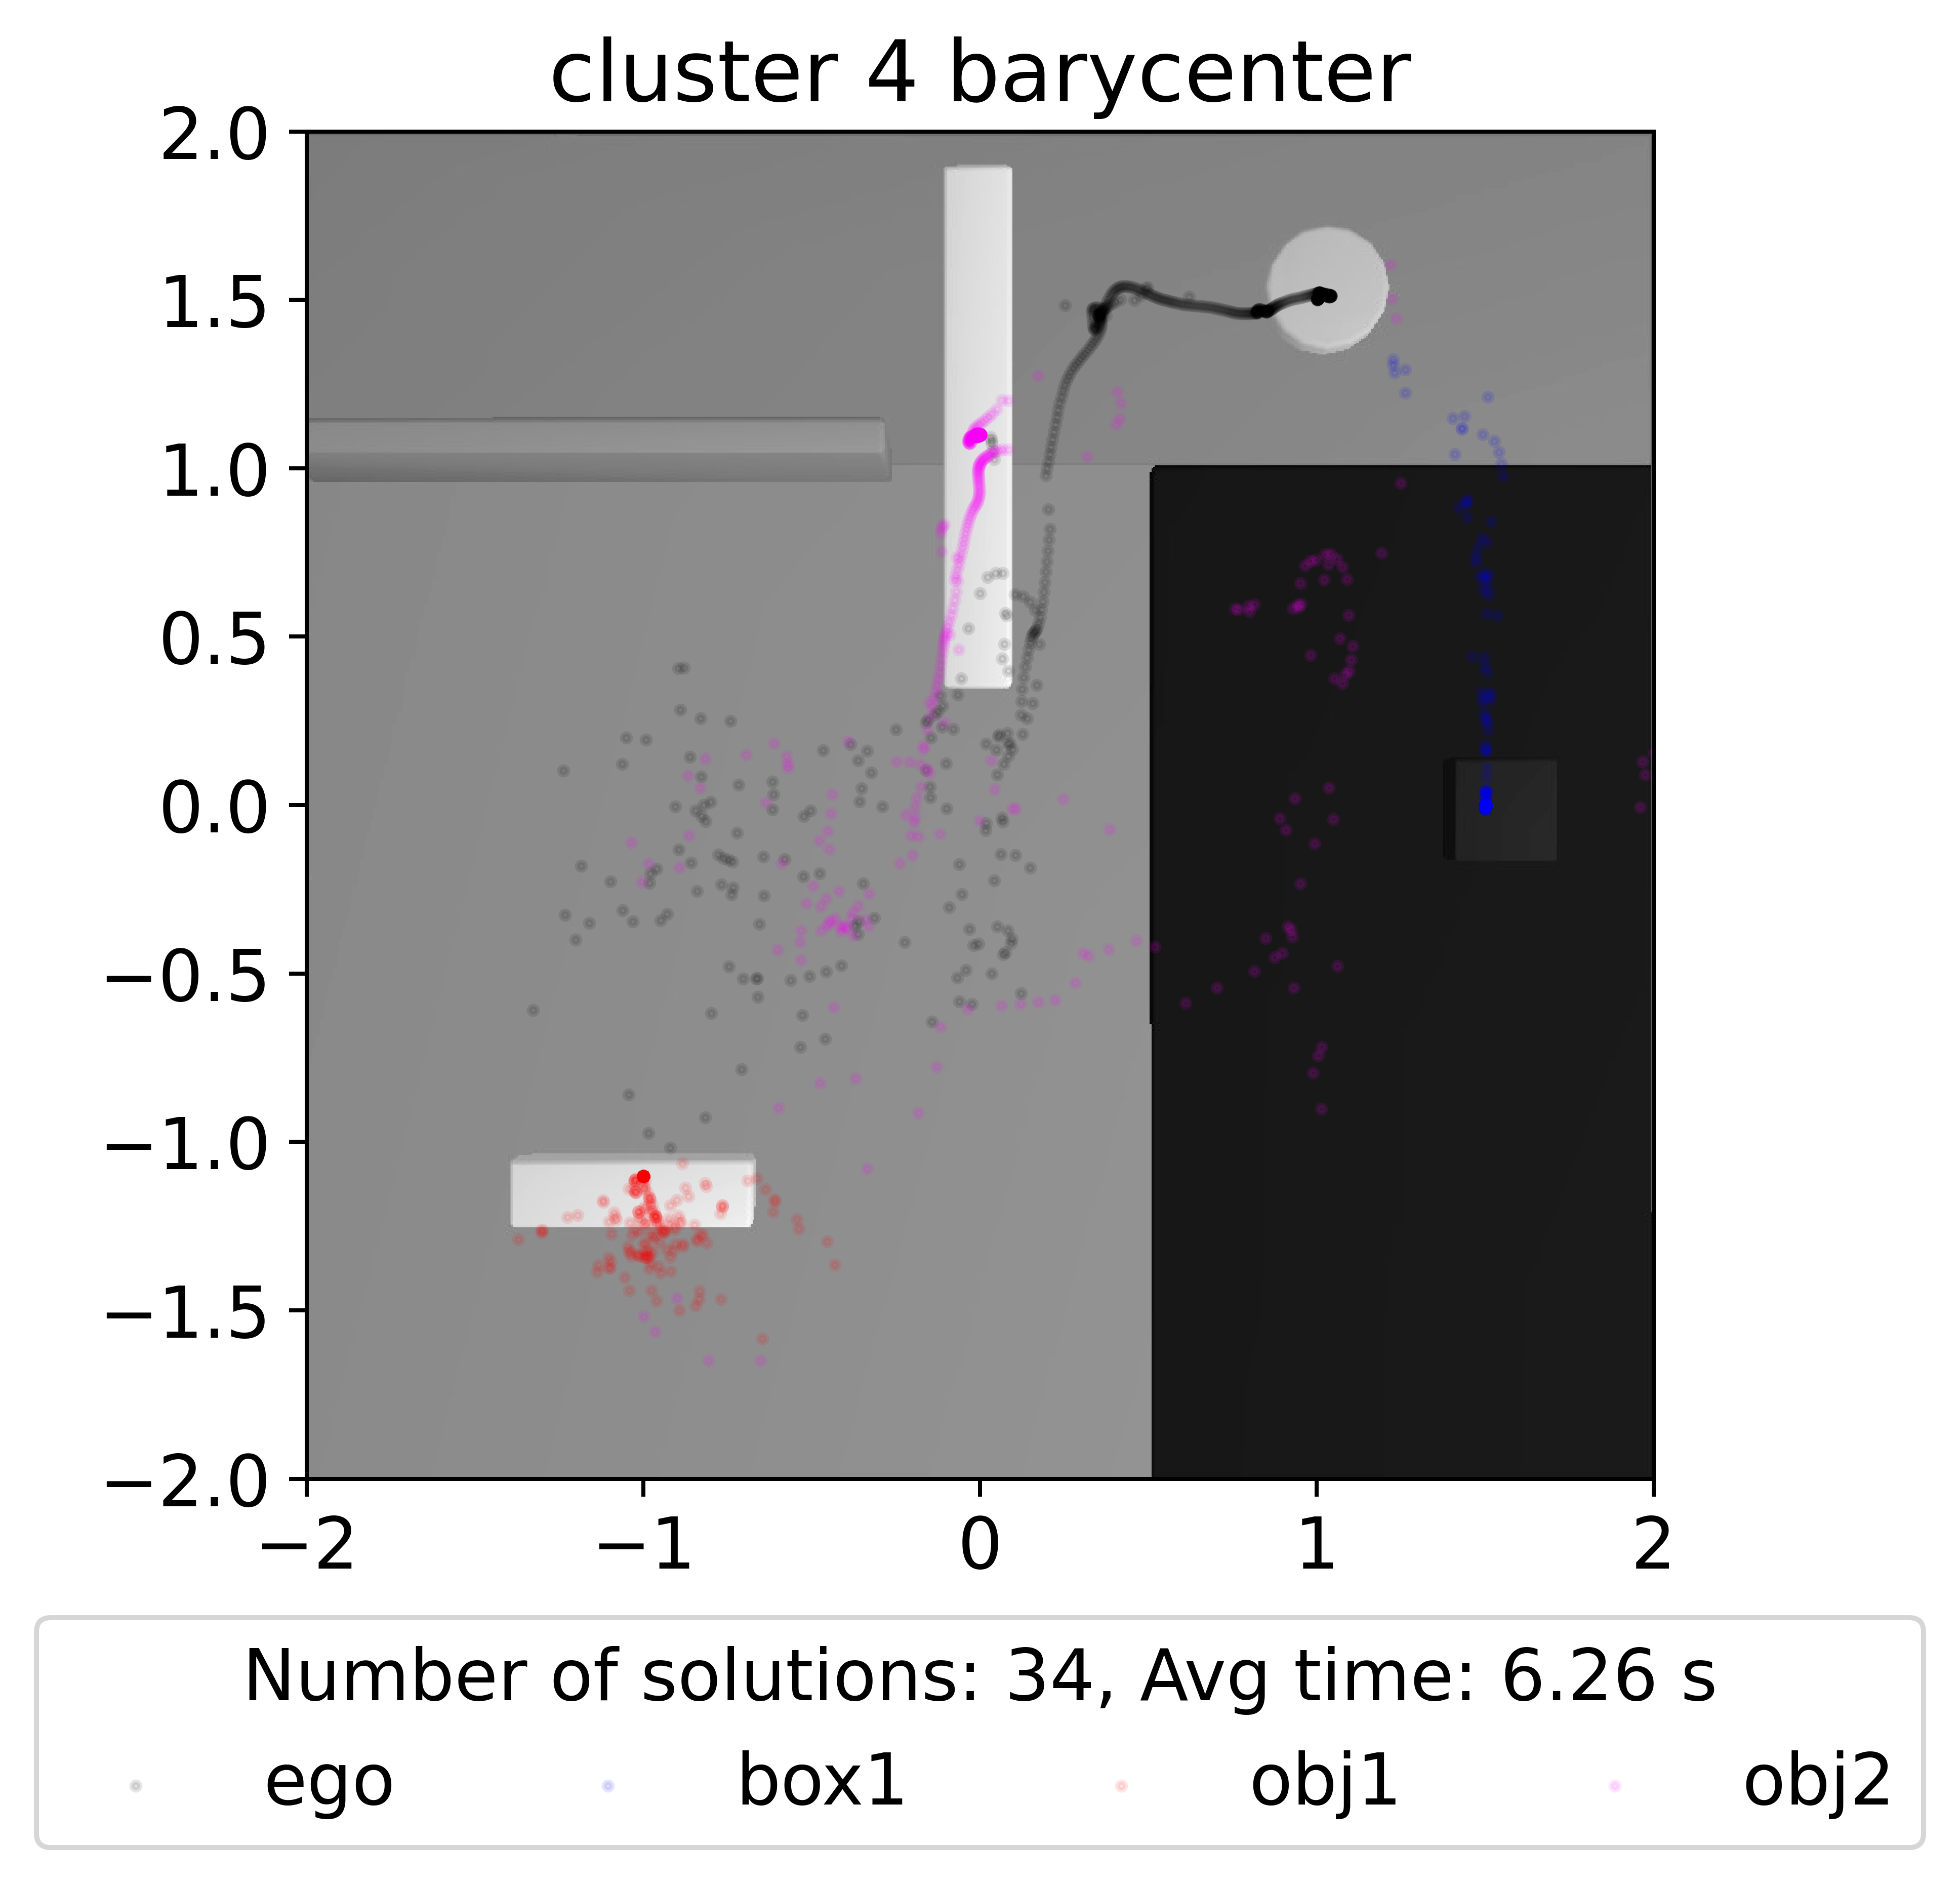 cluster 4 barycenter
2.0
1.5
1.0
0.5
0.0
−0.5
−1.0
−1.5
−2.0
−2 −1 0 1 2
Number of solutions: 34, Avg time: 6.26 s
ego box1 obj1 obj2